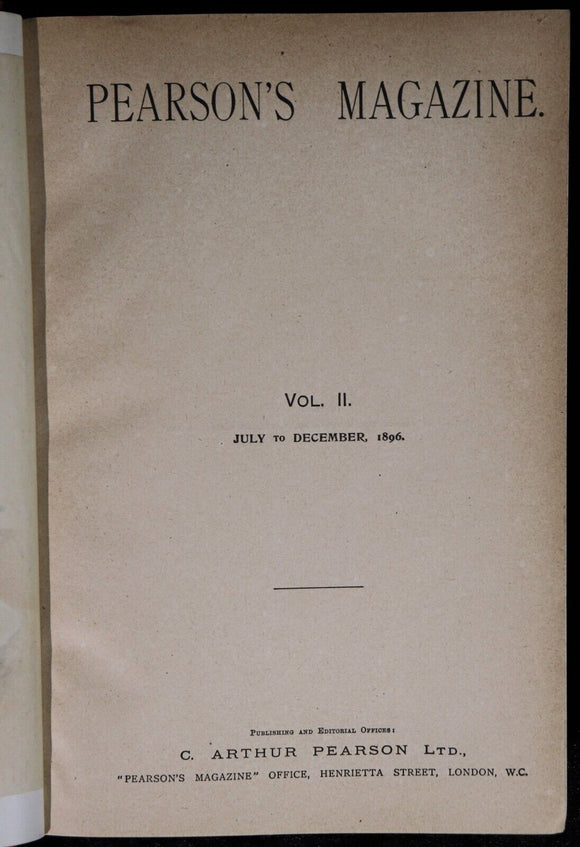 PEARSON'S MAGAZINE.
VOL. II.
JULY TO DECEMBER, 1896.
PUBLISHING AND EDITORIAL OFFICES:
C. ARTHUR PEARSON LTD.,
"PEARSON'S MAGAZINE" OFFICE, HENRIETTA STREET, LONDON, W.C.